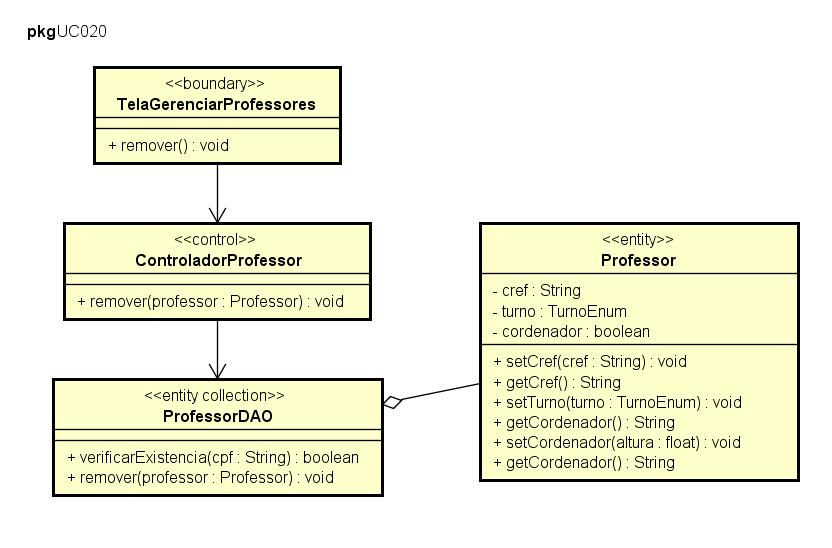 pkgUC020
<<boundary>>
TelaGerenciarProfessores
+ remover() : void
<<control>>
ControladorProfessor
+ remover(professor : Professor) : void
<<entity collection>>
ProfessorDAO
+ verificarExistencia(cpf : String) : boolean
+ remover(professor : Professor) : void
<<entity>>
Professor
- cref : String
- turno : TurnoEnum
- cordenador : boolean
+ setCref(cref : String) : void
+ getCref() : String
+ setTurno(turno : TurnoEnum) : void
+ getCordenador() : String
+ setCordenador(altura : float) : void
+ getCordenador() : String